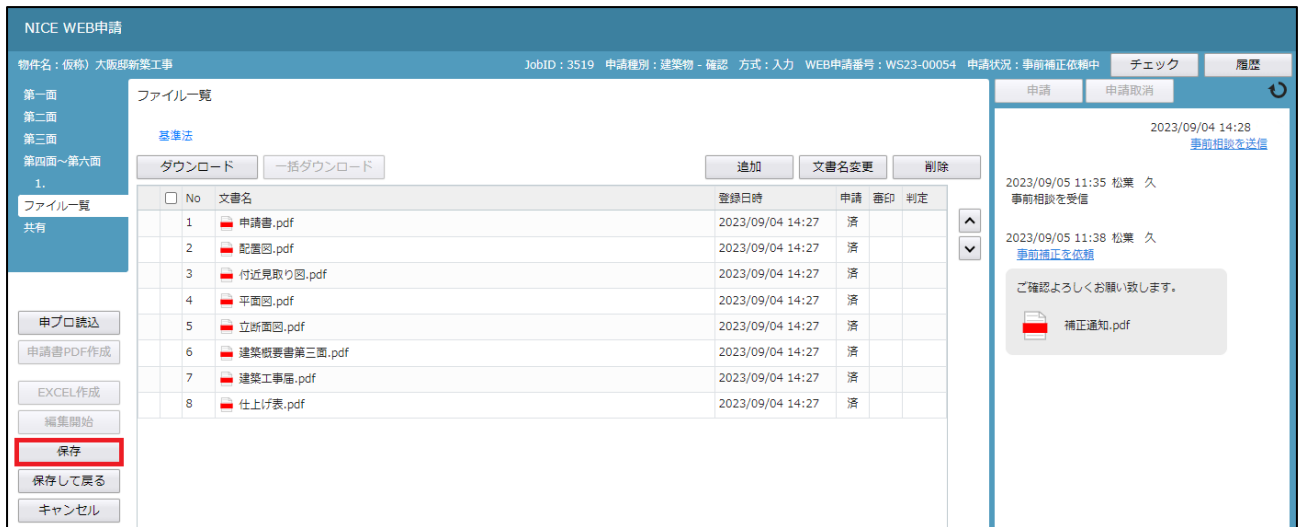 NICE WEB申請
物件名：仮称）大阪邸新築工事 JobID：3519 申請種別：建築物 - 確認 方式：入力 WEB申請番号：WS23-00054 申請状況：事前補正依頼中 チェック 履歴
第一面
第二面
第三面
第四面～第六面
1.
ファイル一覧
共有
申プロ読込
申請書PDF作成
EXCEL作成
編集開始
保存
保存して戻る
キャンセル
ファイル一覧
基準法
ダウンロード 一括ダウンロード 追加 文書名変更 削除
No 文書名 登録日時 申請 審印 判定
1 申請書.pdf 2023/09/04 14:27 済
2 配置図.pdf 2023/09/04 14:27 済
3 付近見取り図.pdf 2023/09/04 14:27 済
4 平面図.pdf 2023/09/04 14:27 済
5 立断面図.pdf 2023/09/04 14:27 済
6 建築概要書第三面.pdf 2023/09/04 14:27 済
7 建築工事届.pdf 2023/09/04 14:27 済
8 仕上げ表.pdf 2023/09/04 14:27 済
申請 申請取消
2023/09/04 14:28
事前相談を送信
2023/09/05 11:35 松葉 久
事前相談を受信
2023/09/05 11:38 松葉 久
事前補正を依頼
ご確認よろしくお願い致します。
補正通知.pdf